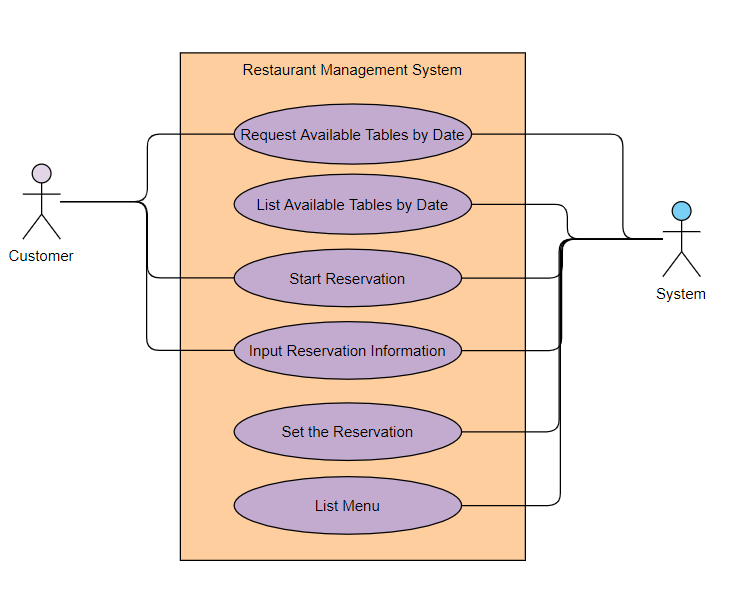 Restaurant Management System
Request Available Tables by Date
List Available Tables by Date
Start Reservation
Input Reservation Information
Set the Reservation
List Menu
Customer
System